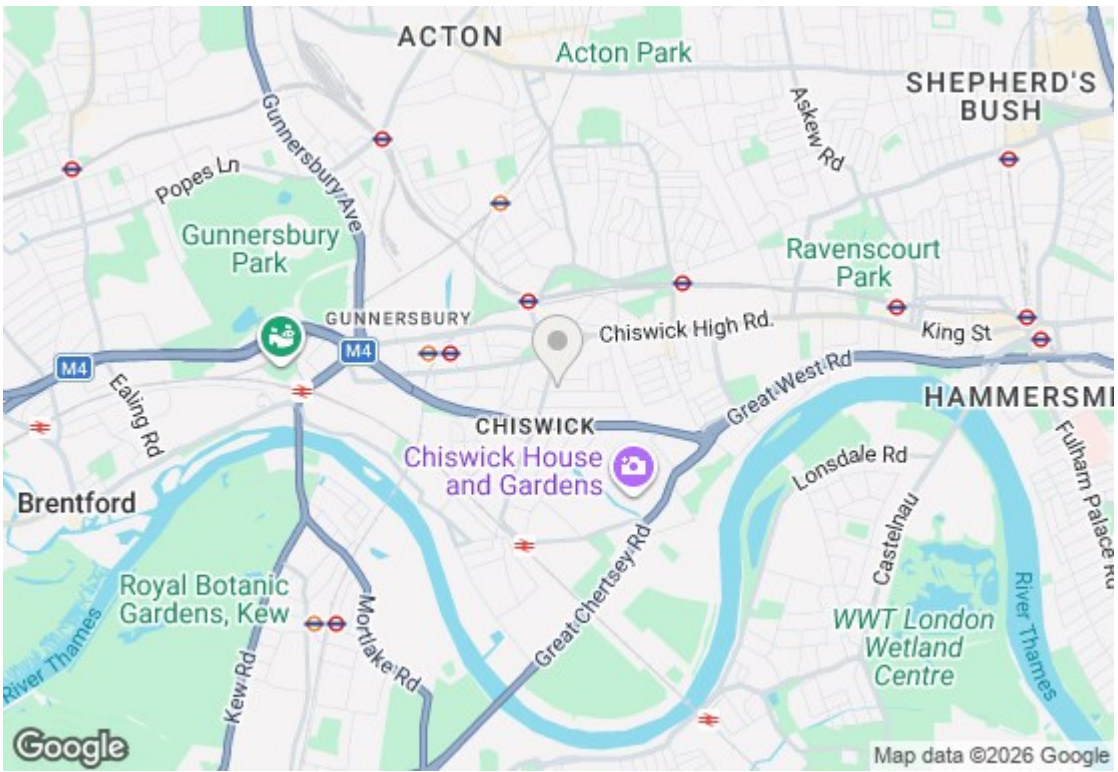 ACTON
Acton Park
SHEPHERD'S
BUSH
Gunnersbury Ave
Askew Rd
Popes Ln
Gunnersbury
Park
Ravenscourt
Park
GUNNERSBURY
Chiswick High Rd.
King St
M4
M4
Great West Rd
Ealing Rd
HAMMERSMI
CHISWICK
Chiswick House
and Gardens
Lonsdale Rd
Fulham Palace Rd
Brentford
Castelnau
Great Chertsey Rd
Royal Botanic
Gardens, Kew
Mortlake Rd
WWT London
Wetland
Centre
River Thames
River Thames
Kew Rd
Google
Map data ©2026 Google